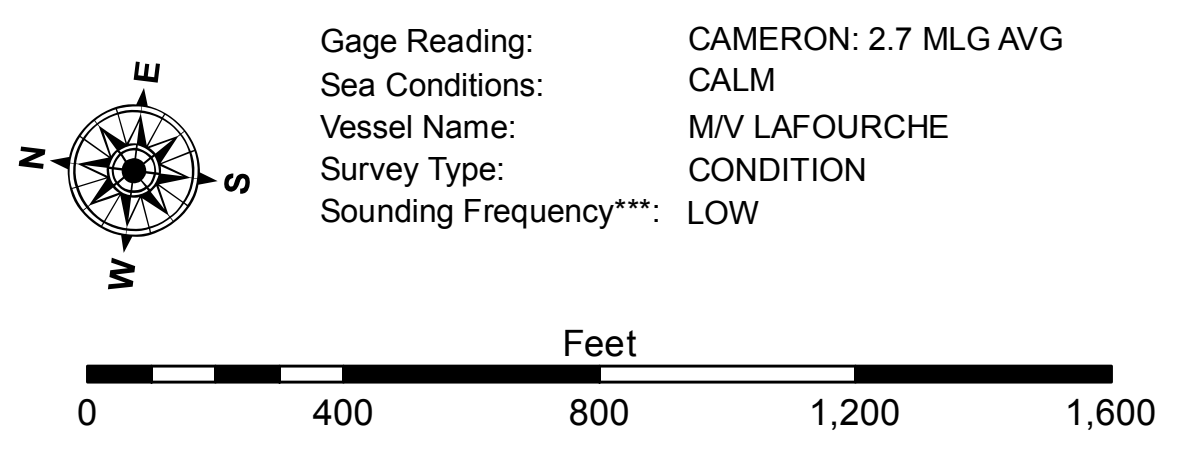 E
N
S
W
Gage Reading: CAMERON: 2.7 MLG AVG
Sea Conditions: CALM
Vessel Name: M/V LAFOURCHE
Survey Type: CONDITION
Sounding Frequency***: LOW
Feet
0 400 800 1,200 1,600